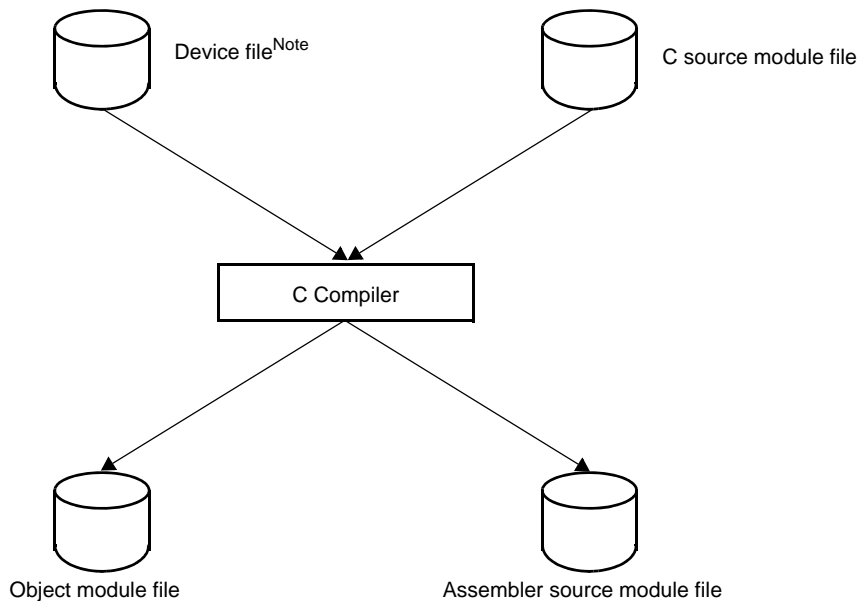 Device fileNote
C source module file
C Compiler
Object module file
Assembler source module file